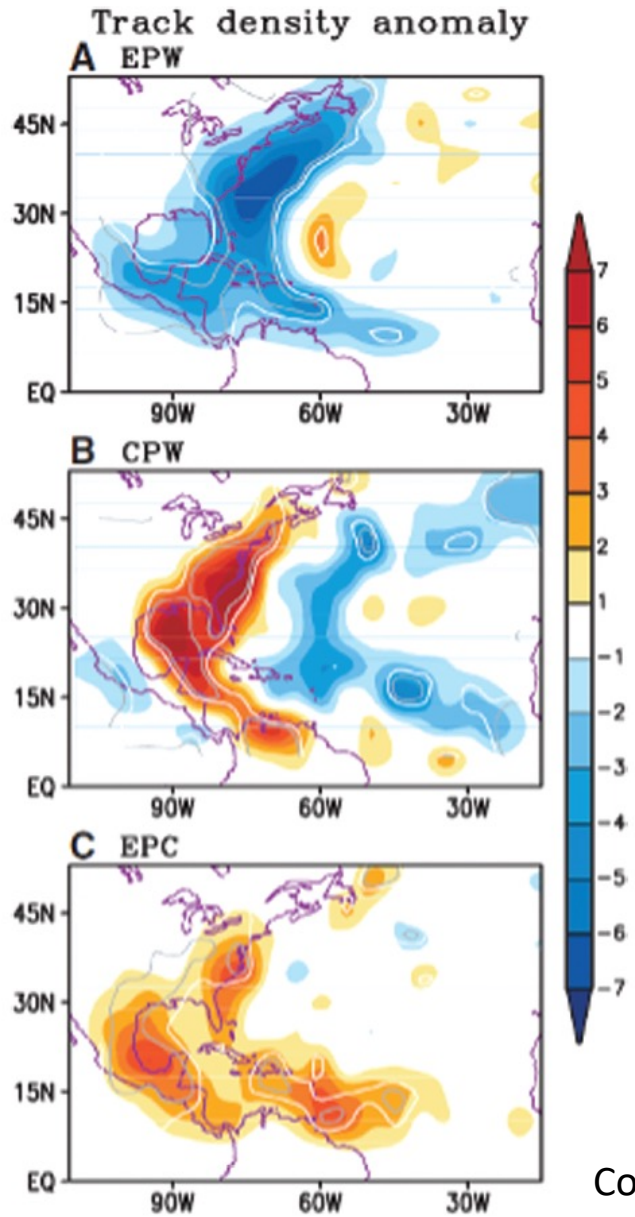 Track density anomaly
A EPW
45N
30N
15N
EQ
90W 60W 30W
B CPW
45N
30N
15N
EQ
90W 60W 30W
C EPC
45N
30N
15N
EQ
90W 60W 30W
7
6
5
4
3
2
1
-1
-2
-3
-4
-5
-6
-7
Co